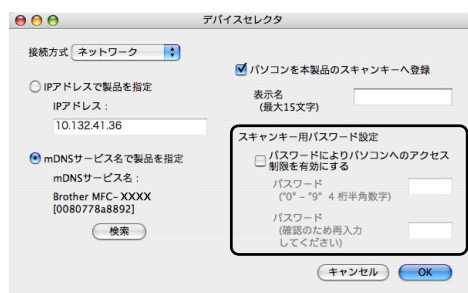 デバイスセレクタ
接続方式 ネットワーク
IPアドレスで製品を指定
IPアドレス：
10.132.41.36
mDNSサービス名で製品を指定
mDNSサービス名：
Brother MFC-XXXX
[0080778a8892]
検索
パソコンを本製品のスキャンキーへ登録
表示名
(最大15文字)
スキャンキー用パスワード設定
パスワードによりパソコンへのアクセス
制限を有効にする
パスワード
("0" – "9" 4 桁半角数字)
パスワード
(確認のため再入力
してください)
キャンセル OK